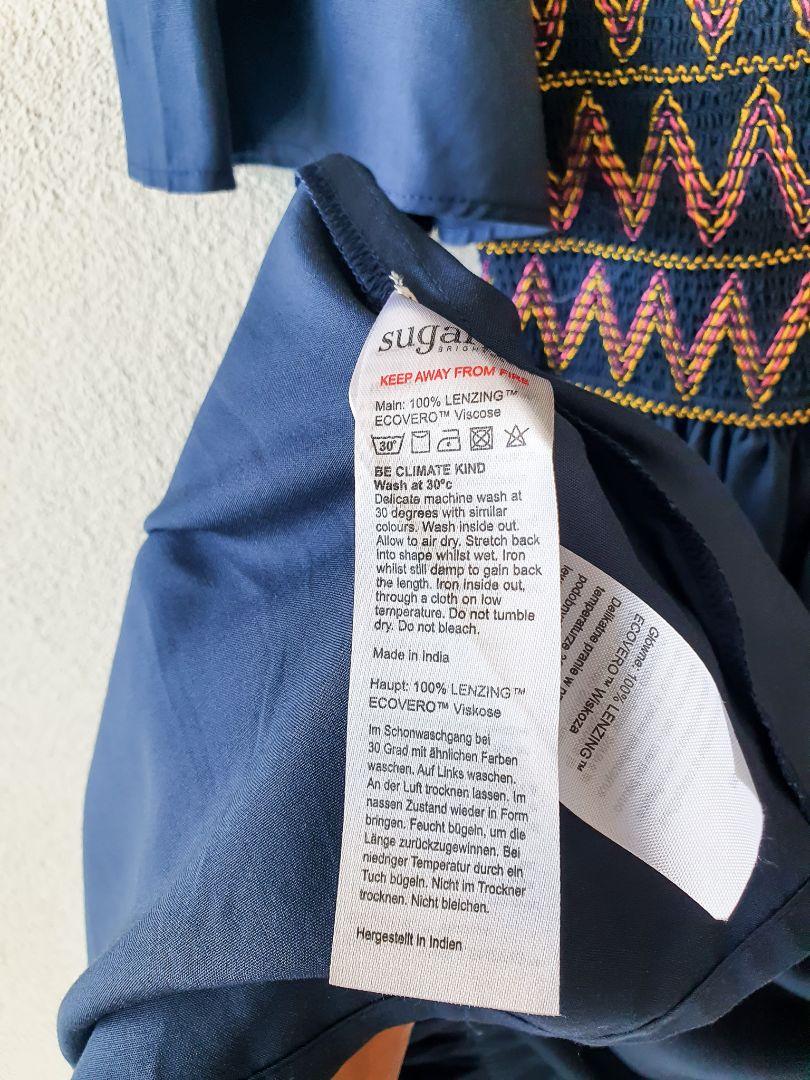 BRIGHT
KEEP AWAY FROM FIRE
Main: 100% LENZING™
ECOVERO™ Viscose
30°
BE CLIMATE KIND
Wash at 30ºc
Delicate machine wash at
30 degrees with similar
colours. Wash inside out.
Allow to air dry. Stretch back
into shape whilst wet. Iron
whilst still damp to gain back
the length. Iron inside out,
through a cloth on low
temperature. Do not tumble
dry. Do not bleach.
Made in India
Haupt: 100% LENZING™
ECOVERO™ Viskose
Im Schonwaschgang bei
30 Grad mit ähnlichen Farben
waschen. Auf Links waschen.
An der Luft trocknen lassen. Im
nassen Zustand wieder in Form
bringen. Feucht bügeln, um die
Länge zurückzugewinnen. Bei
niedriger Temperatur durch ein
Tuch bügeln. Nicht im Trockner
trocknen. Nicht bleichen.
Hergestellt in Indien
Główne: 100% LENZING™
ECOVERO™ Wiskoza
Delikatne pranie w
temperaturze